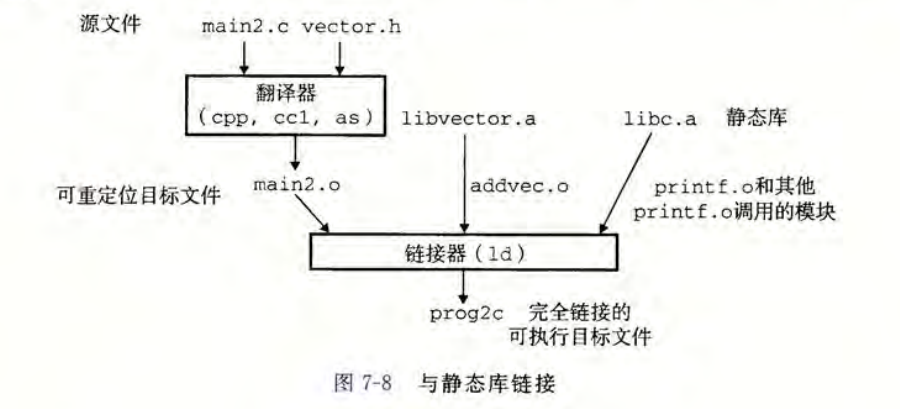 源文件 main2.c vector.h
翻译器
(cpp, cc1, as) libvector.a libc.a 静态库
可重定位目标文件 main2.o addvec.o printf.o和其他
printf.o调用的模块
链接器(ld)
prog2c 完全链接的
可执行目标文件
图 7-8 与静态库链接